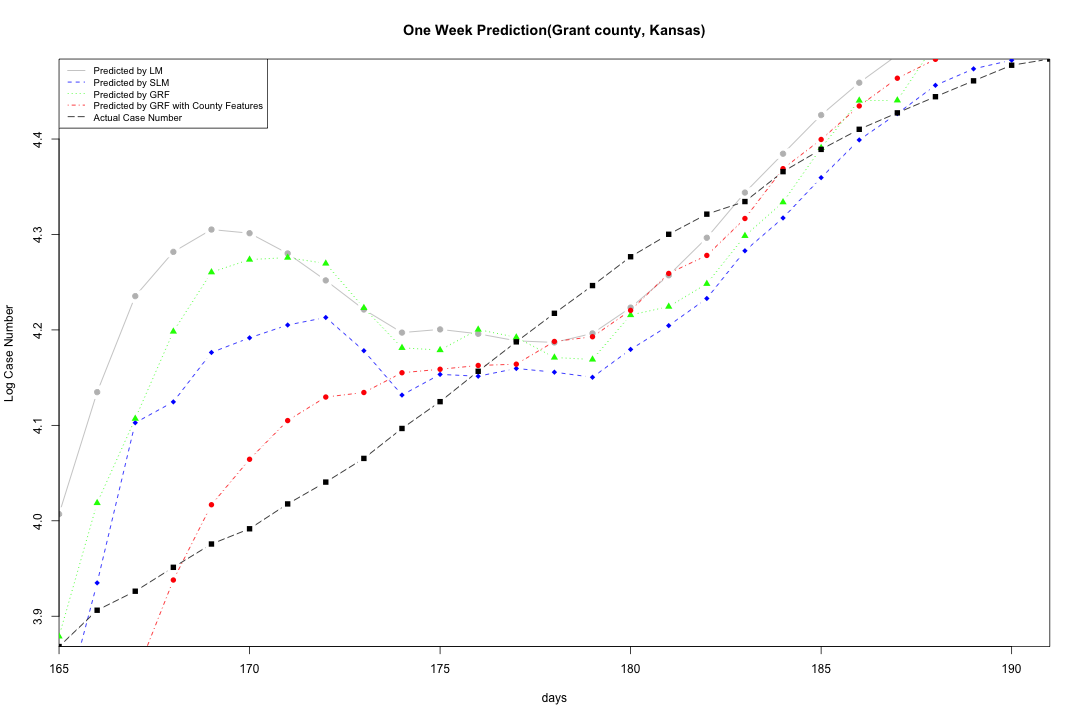 One Week Prediction(Grant county, Kansas)
Predicted by LM
Predicted by SLM
Predicted by GRF
Predicted by GRF with County Features
Actual Case Number
Log Case Number
4.4
4.3
4.2
4.1
4.0
3.9
165 170 175 180 185 190
days